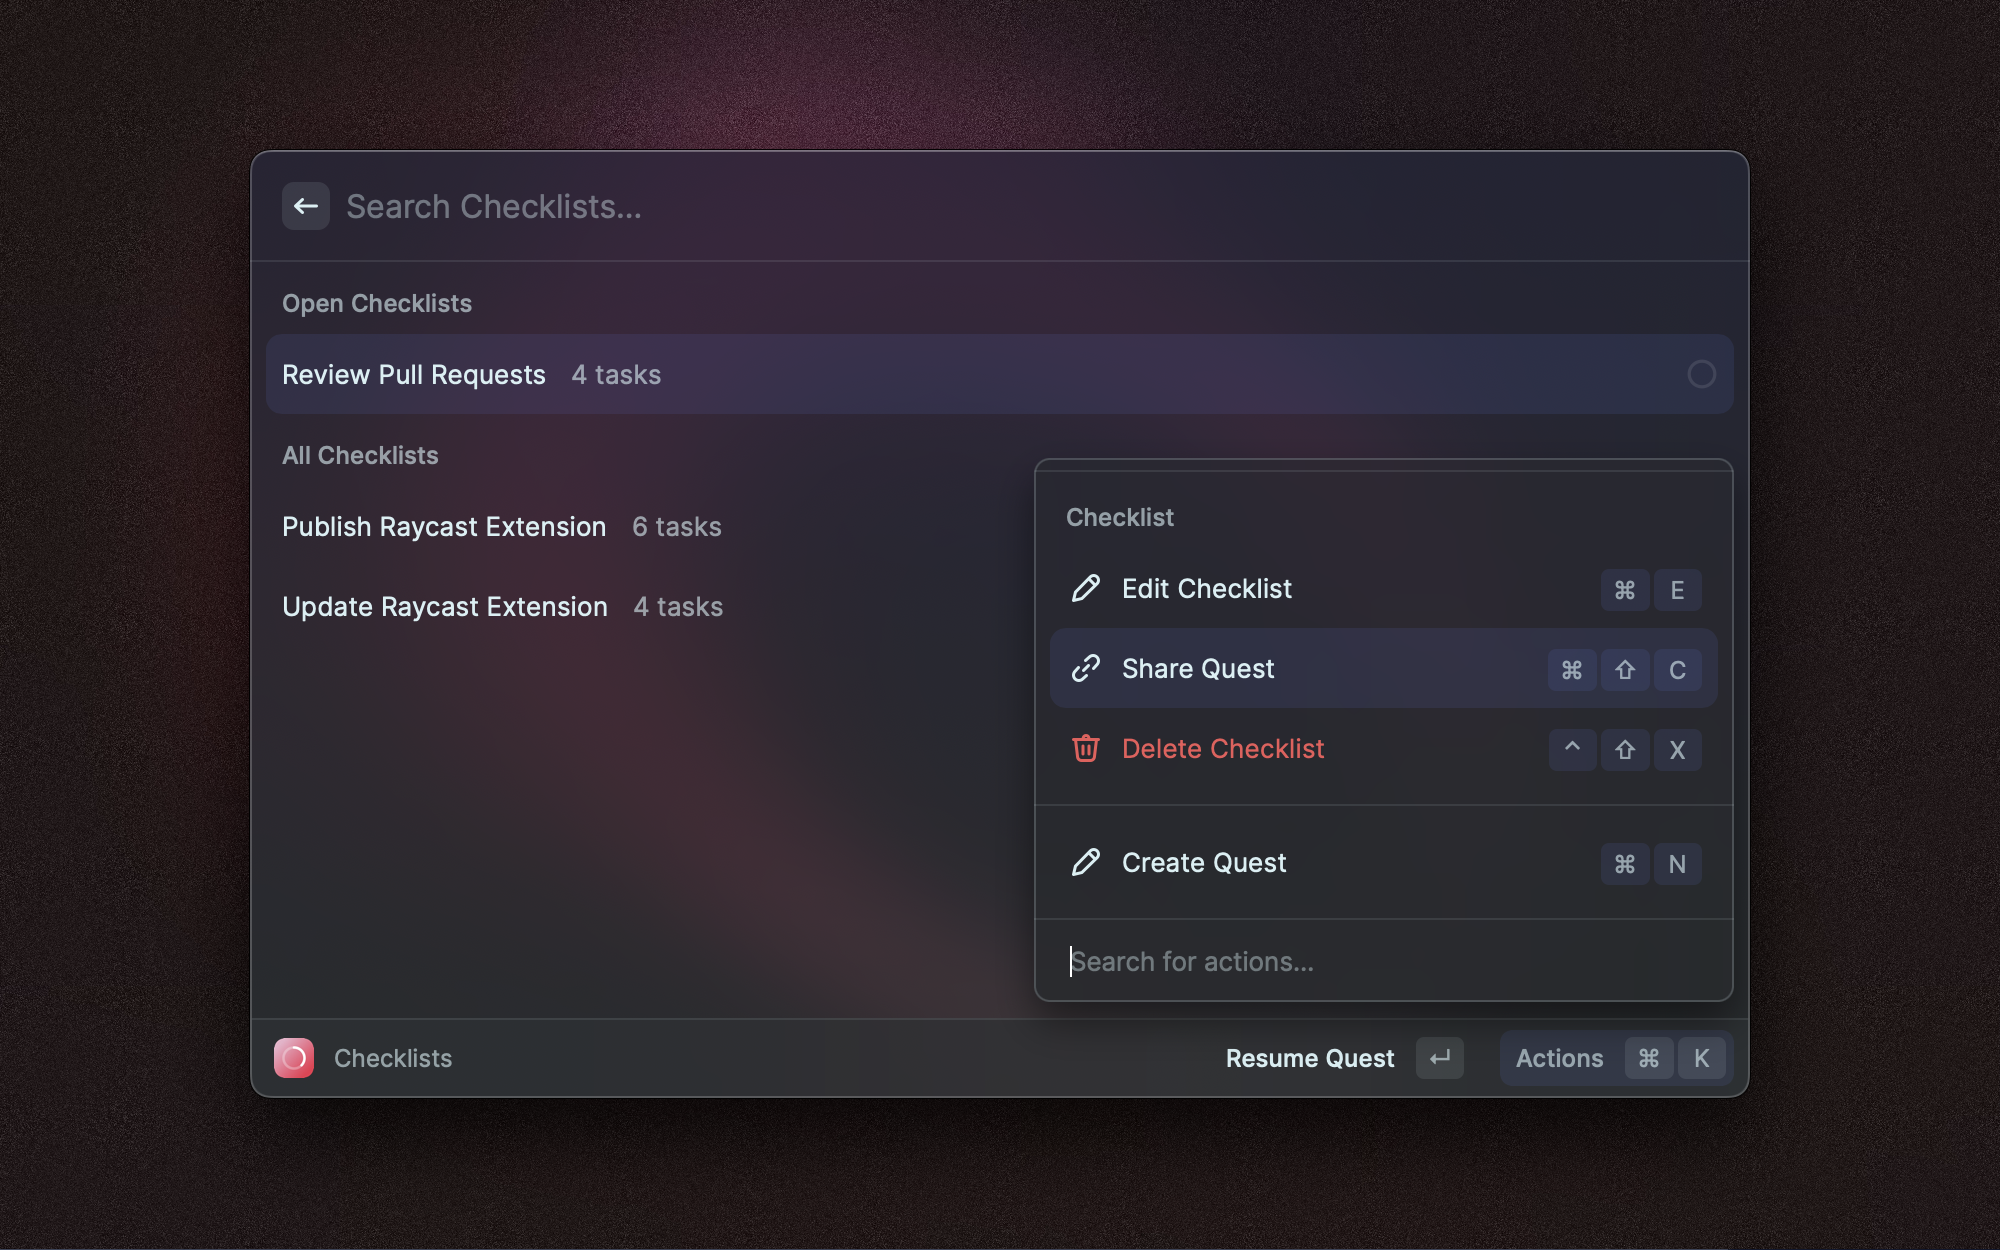 Search Checklists...
Open Checklists
Review Pull Requests 4 tasks
All Checklists
Publish Raycast Extension 6 tasks
Update Raycast Extension 4 tasks
Checklist
Edit Checklist ⌘ E
Share Quest ⌘ ⇧ C
Delete Checklist ^ ⇧ X
Create Quest ⌘ N
Search for actions...
Checklists
Resume Quest ↵
Actions ⌘ K